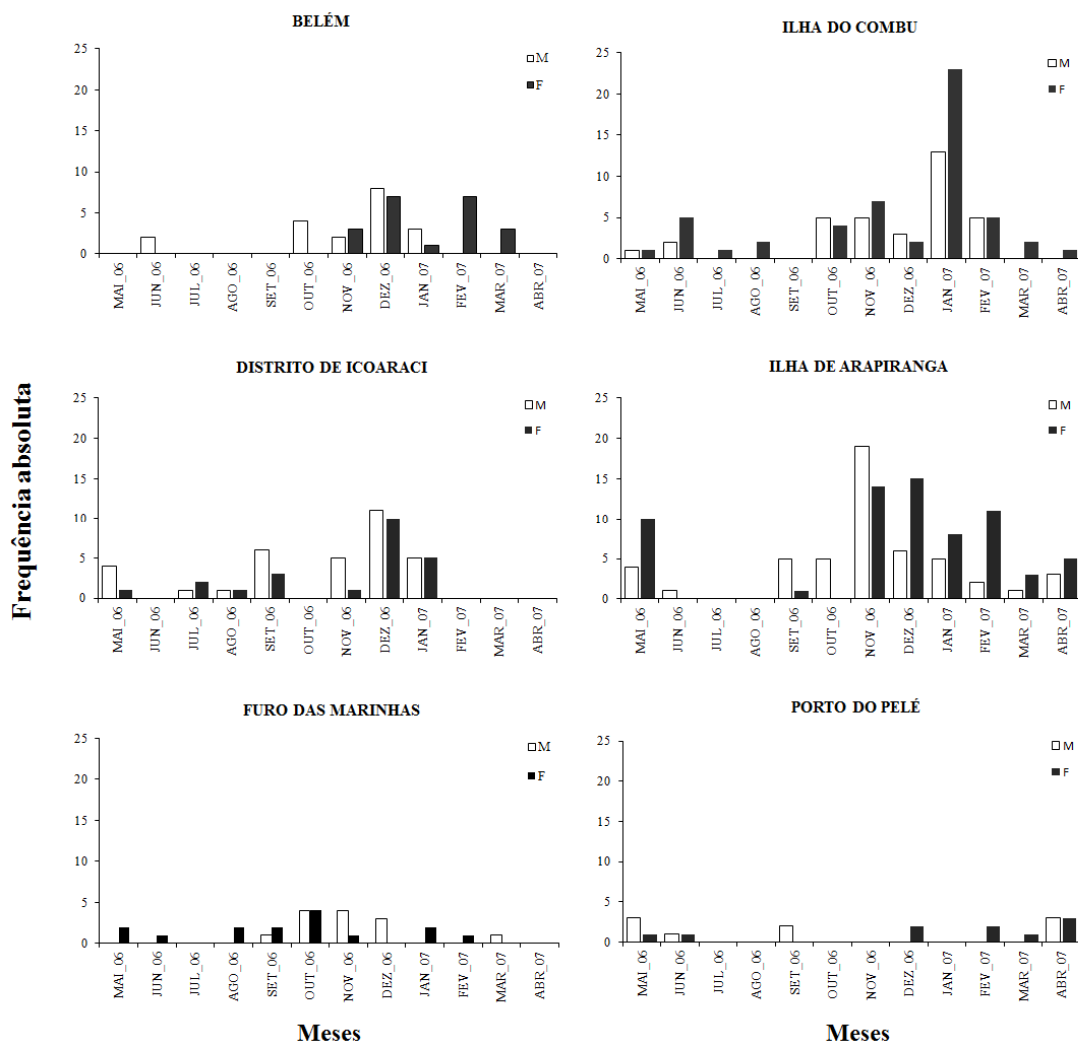 BELÉM
25
20
15
10
5
0
M
F
MAI_06
JUN_06
JUL_06
AGO_06
SET_06
OUT_06
NOV_06
DEZ_06
JAN_07
FEV_07
MAR_07
ABR_07
ILHA DO COMBU
25
20
15
10
5
0
M
F
MAI_06
JUN_06
JUL_06
AGO_06
SET_06
OUT_06
NOV_06
DEZ_06
JAN_07
FEV_07
MAR_07
ABR_07
Frequência absoluta
DISTRITO DE ICOARACI
25
20
15
10
5
0
M
F
MAI_06
JUN_06
JUL_06
AGO_06
SET_06
OUT_06
NOV_06
DEZ_06
JAN_07
FEV_07
MAR_07
ABR_07
ILHA DE ARAPIRANGA
25
20
15
10
5
0
M
F
MAI_06
JUN_06
JUL_06
AGO_06
SET_06
OUT_06
NOV_06
DEZ_06
JAN_07
FEV_07
MAR_07
ABR_07
FURO DAS MARINHAS
25
20
15
10
5
0
M
F
MAI_06
JUN_06
JUL_06
AGO_06
SET_06
OUT_06
NOV_06
DEZ_06
JAN_07
FEV_07
MAR_07
ABR_07
Meses
PORTO DO PELÉ
25
20
15
10
5
0
M
F
MAI_06
JUN_06
JUL_06
AGO_06
SET_06
OUT_06
NOV_06
DEZ_06
JAN_07
FEV_07
MAR_07
ABR_07
Meses